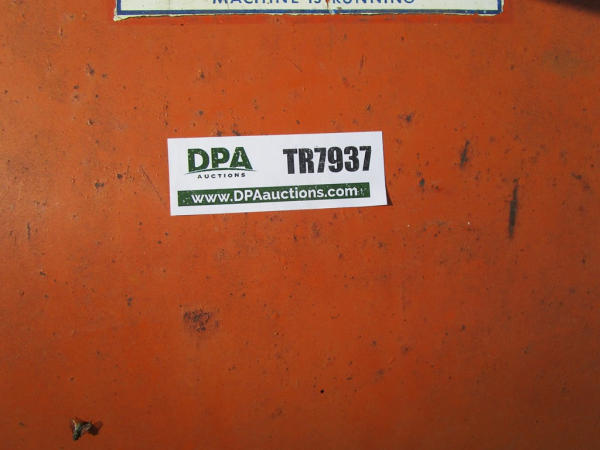 MACHINE IS RUNNING
DPA TR7937
AUCTIONS
www.DPAauctions.com